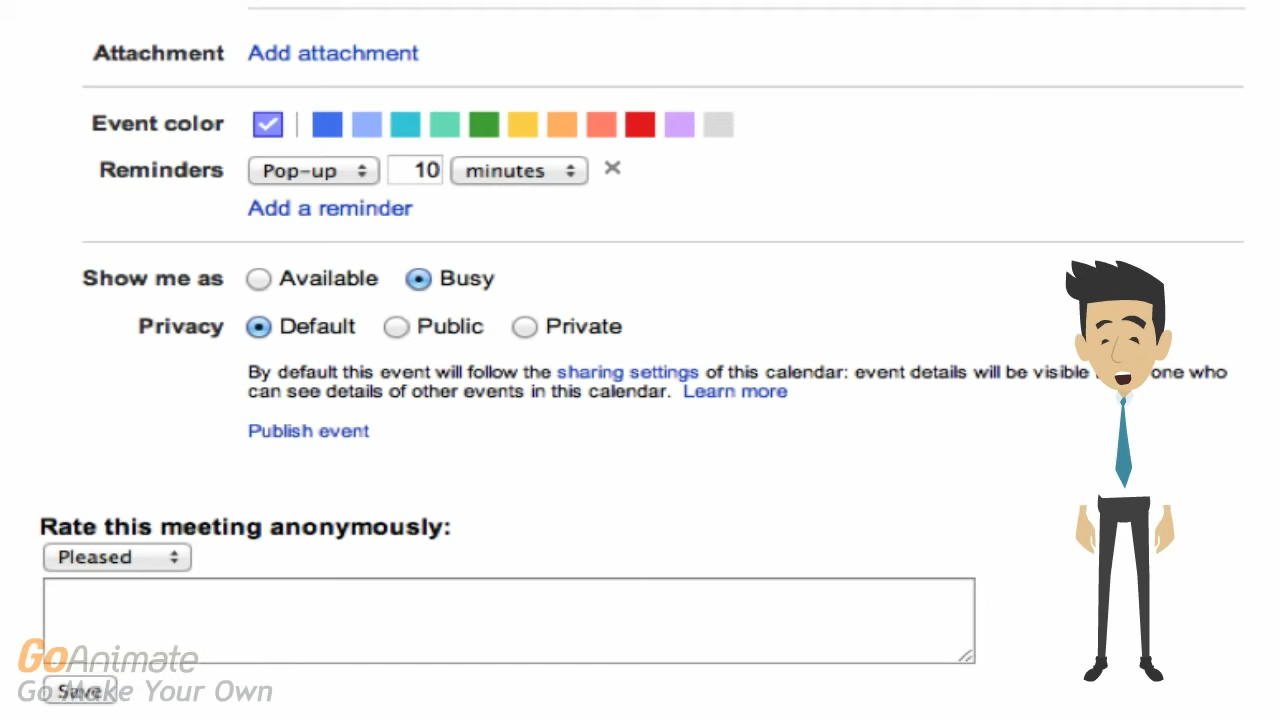 Attachment Add attachment
Event color
Reminders Pop-up 10 minutes
Add a reminder
Show me as Available Busy
Privacy Default Public Private
By default this event will follow the sharing settings of this calendar: event details will be visible one who
can see details of other events in this calendar. Learn more
Publish event
Rate this meeting anonymously:
Pleased
GoAnimate
Save
Go Make Your Own